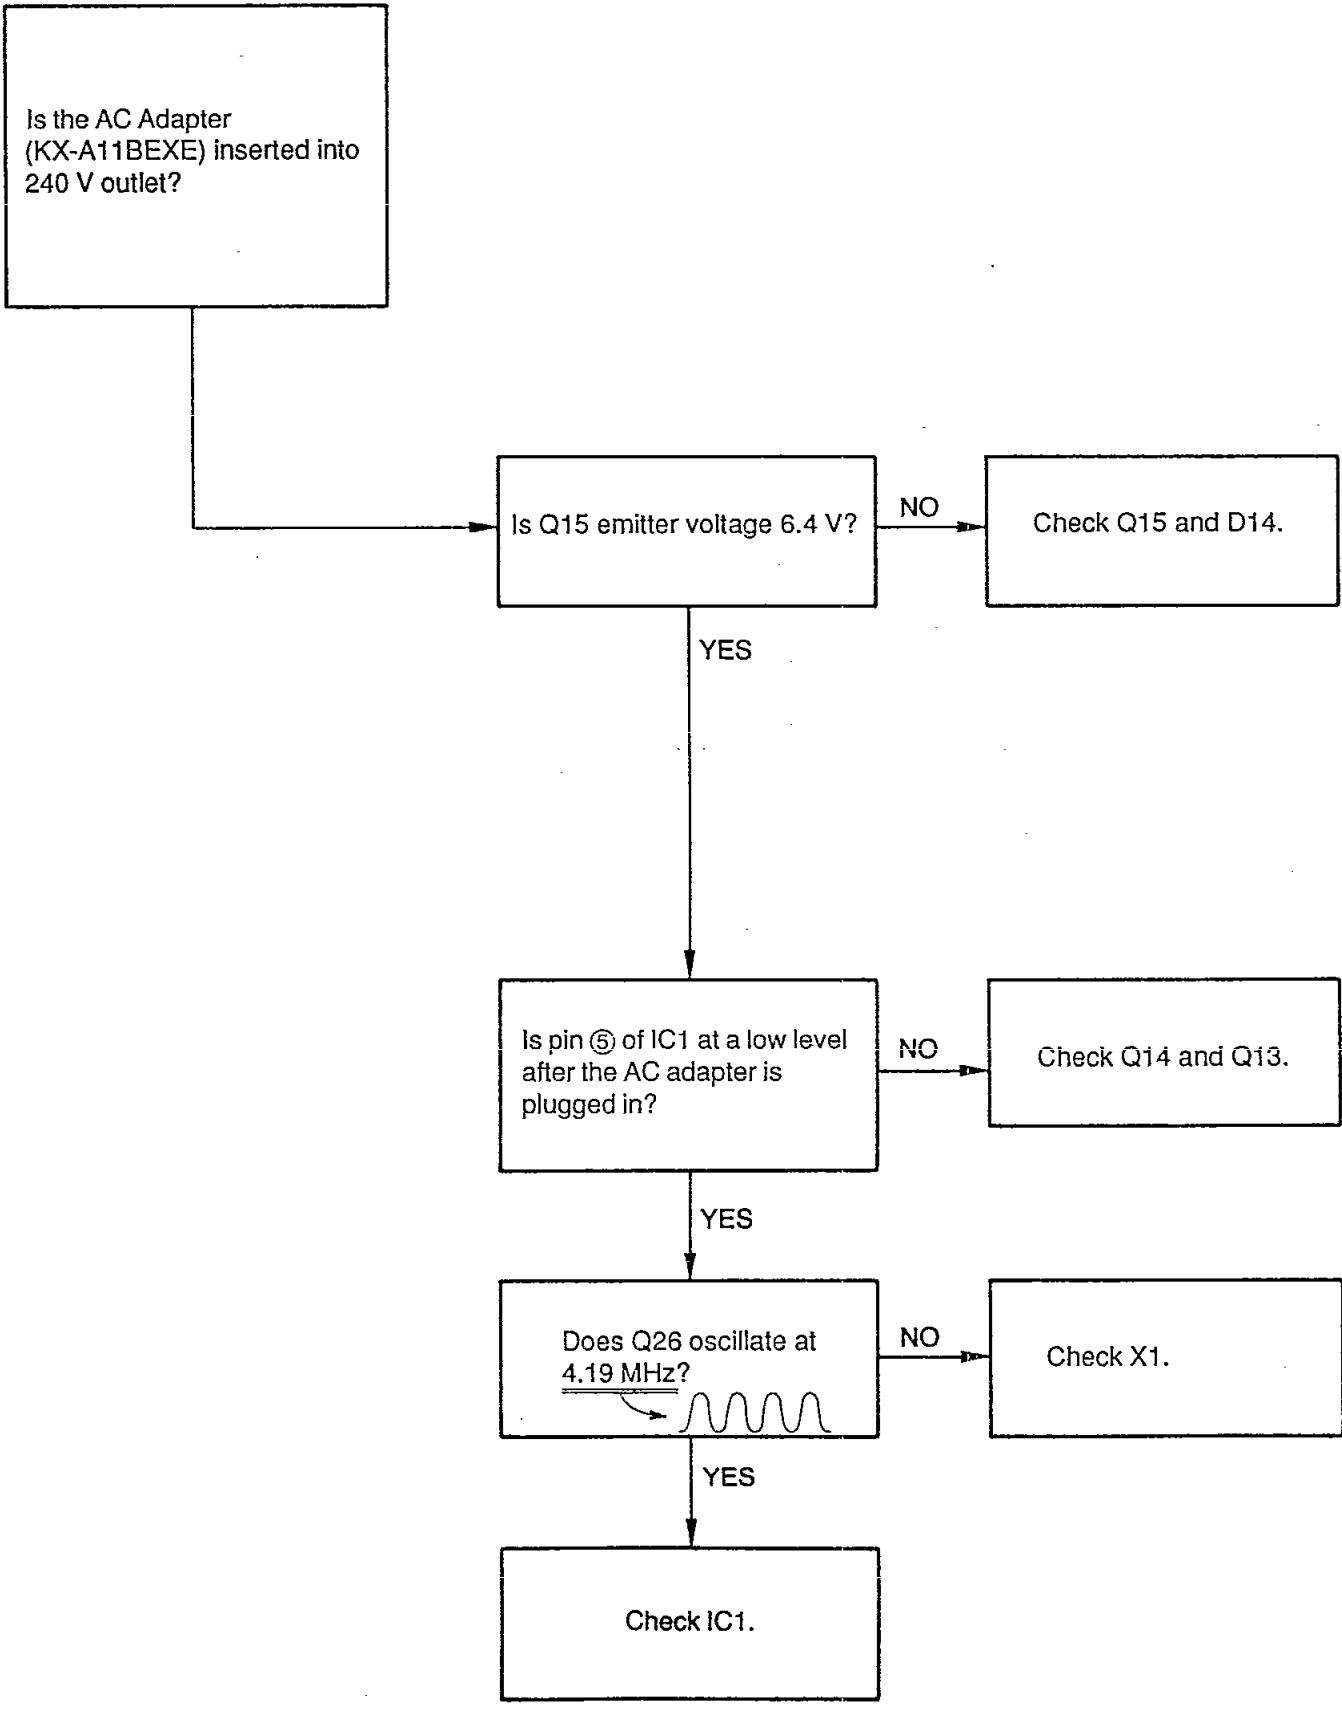 Is the AC Adapter
(KX-A11BEXE) inserted into
240 V outlet?
Is Q15 emitter voltage 6.4 V?
NO
Check Q15 and D14.
YES
Is pin ⑤ of IC1 at a low level
after the AC adapter is
plugged in?
NO
Check Q14 and Q13.
YES
Does Q26 oscillate at
4.19 MHz?
NO
Check X1.
YES
Check IC1.